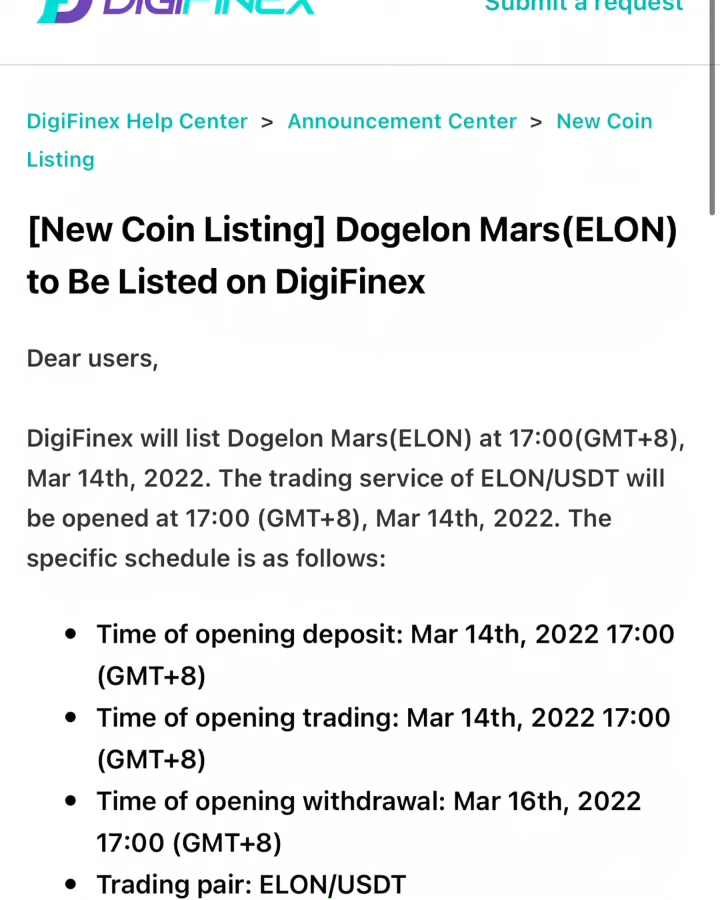 DIGIFINEX
Submit a request
DigiFinex Help Center > Announcement Center > New Coin
Listing
[New Coin Listing] Dogelon Mars(ELON)
to Be Listed on DigiFinex
Dear users,
DigiFinex will list Dogelon Mars(ELON) at 17:00(GMT+8),
Mar 14th, 2022. The trading service of ELON/USDT will
be opened at 17:00 (GMT+8), Mar 14th, 2022. The
specific schedule is as follows:
• Time of opening deposit: Mar 14th, 2022 17:00
(GMT+8)
• Time of opening trading: Mar 14th, 2022 17:00
(GMT+8)
• Time of opening withdrawal: Mar 16th, 2022
17:00 (GMT+8)
• Trading pair: ELON/USDT